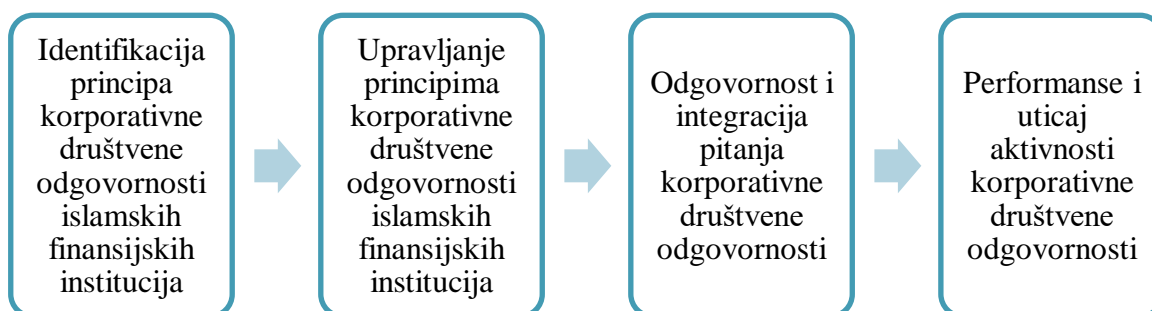 Identifikacija
principa
korporativne
društvene
odgovornosti
islamskih
finansijskih
institucija
Upravljanje
principima
korporativne
društvene
odgovornosti
islamskih
finansijskih
institucija
Odgovornost i
integracija
pitanja
korporativne
društvene
odgovornosti
Performanse i
uticaj
aktivnosti
korporativne
društvene
odgovornosti